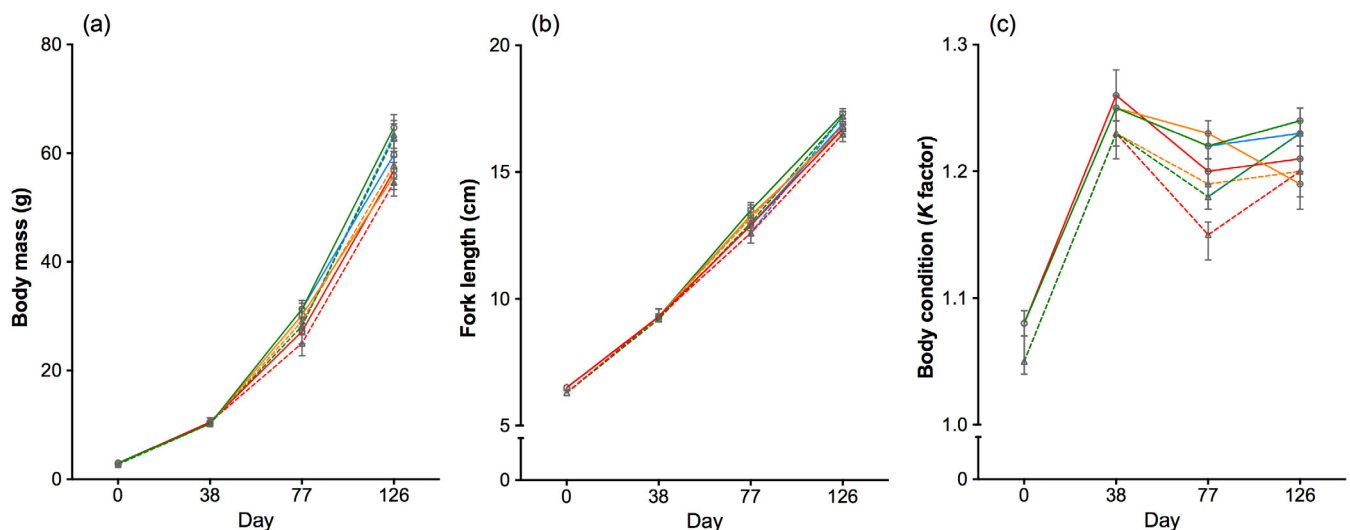 (a)
80
60
40
20
0
Body mass (g)
0 38 77 126
Day
(b)
20
15
10
5
0
Fork length (cm)
0 38 77 126
Day
(c)
1.3
1.2
1.1
1.0
0
Body condition (K factor)
0 38 77 126
Day